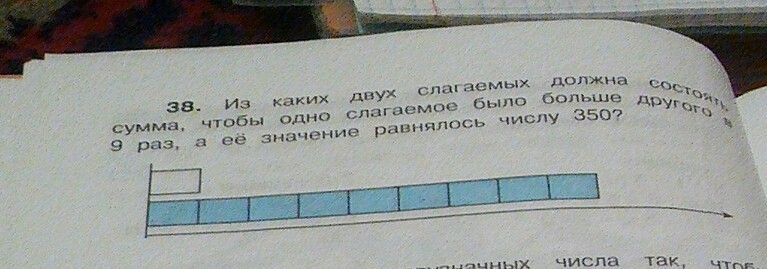 38. Из каких двух слагаемых должна состоять
сумма, чтобы одно слагаемое было больше другого в
9 раз, а её значение равнялось числу 350?
числа так, чтоб